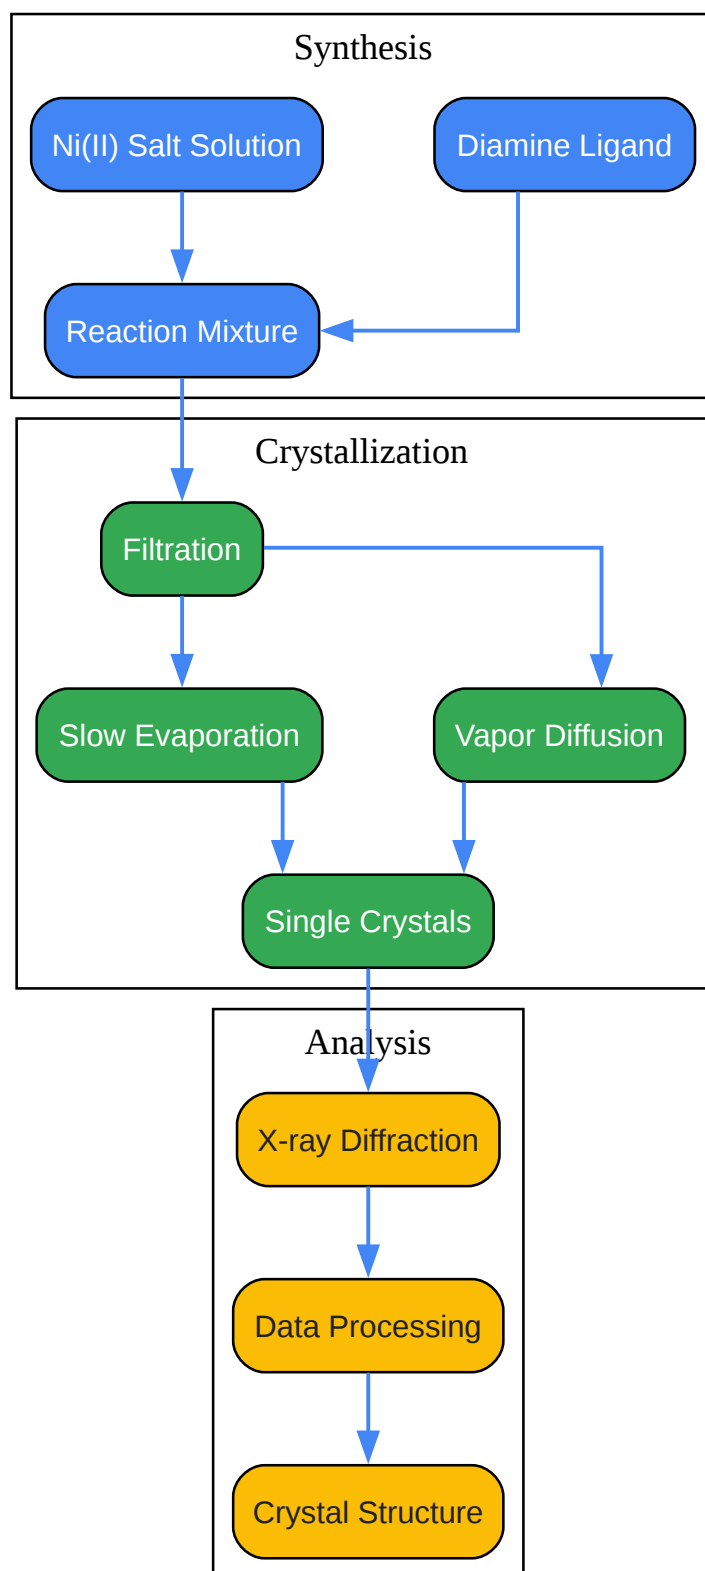 Synthesis
Ni(II) Salt Solution
Diamine Ligand
Reaction Mixture
Crystallization
Filtration
Slow Evaporation
Vapor Diffusion
Single Crystals
Analysis
X-ray Diffraction
Data Processing
Crystal Structure